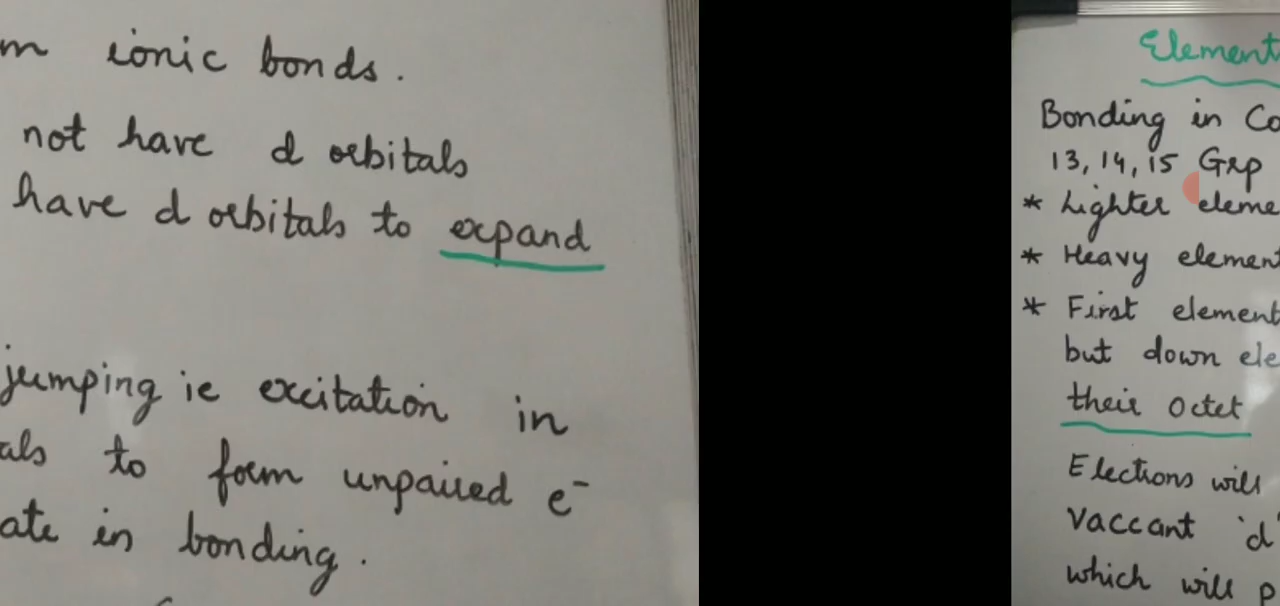 m ionic bonds.
not have d orbitals
have d orbitals to expand
jumping ie excitation in
als to form unpaired e⁻
ate in bonding.
Element
Bonding in Co
13, 14, 15 Grp
* Lighter eleme
* Heavy element
* First element
but down ele
their octet
Elections will
Vaccant 'd'
which will p